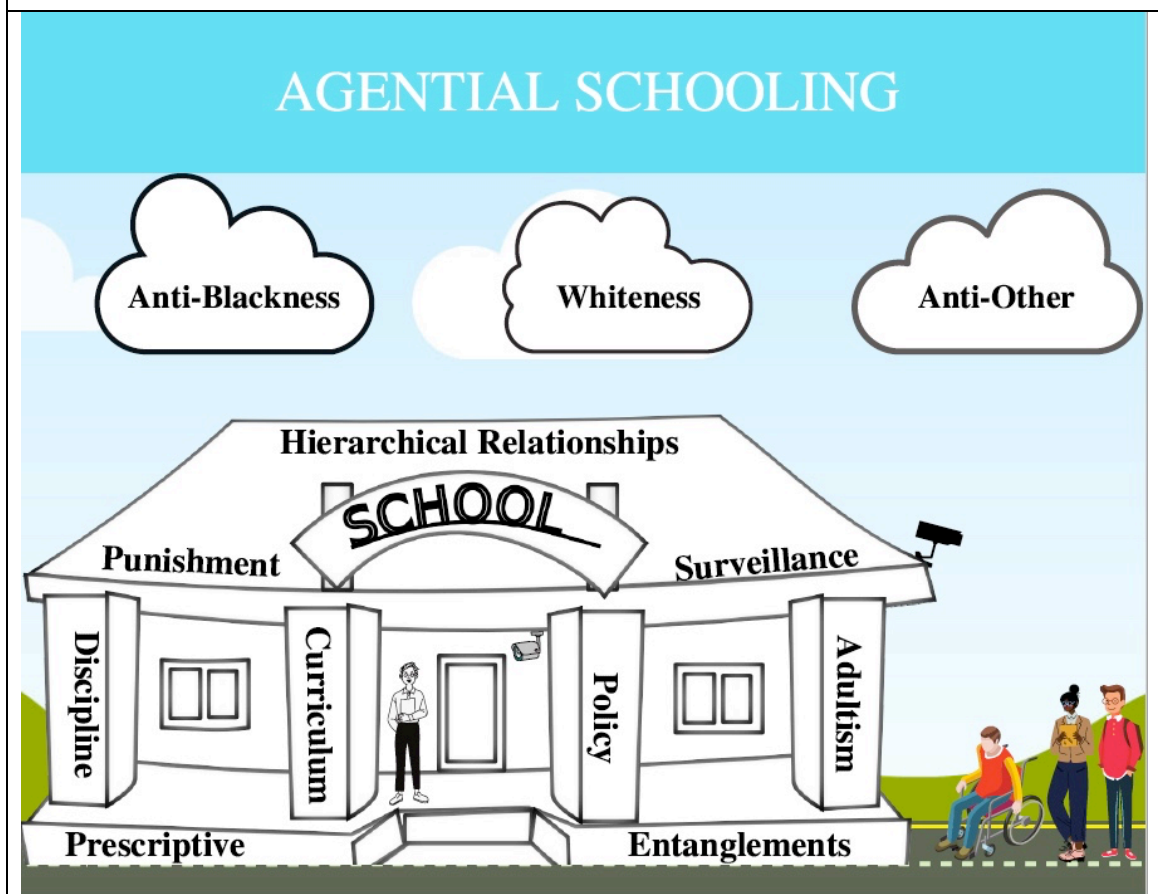 AGENTIAL SCHOOLING
Anti-Blackness
Whiteness
Anti-Other
Hierarchical Relationships
SCHOOL
Punishment
Surveillance
Discipline
Curriculum
Policy
Adultism
Prescriptive
Entanglements